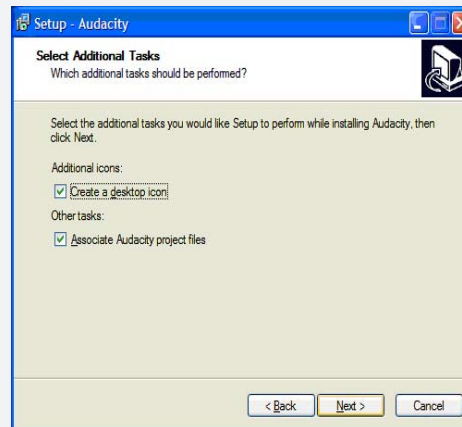 Setup - Audacity
Select Additional Tasks
Which additional tasks should be performed?
Select the additional tasks you would like Setup to perform while installing Audacity, then
click Next.
Additional icons:
Create a desktop icon
Other tasks:
Associate Audacity project files
< Back
Next >
Cancel